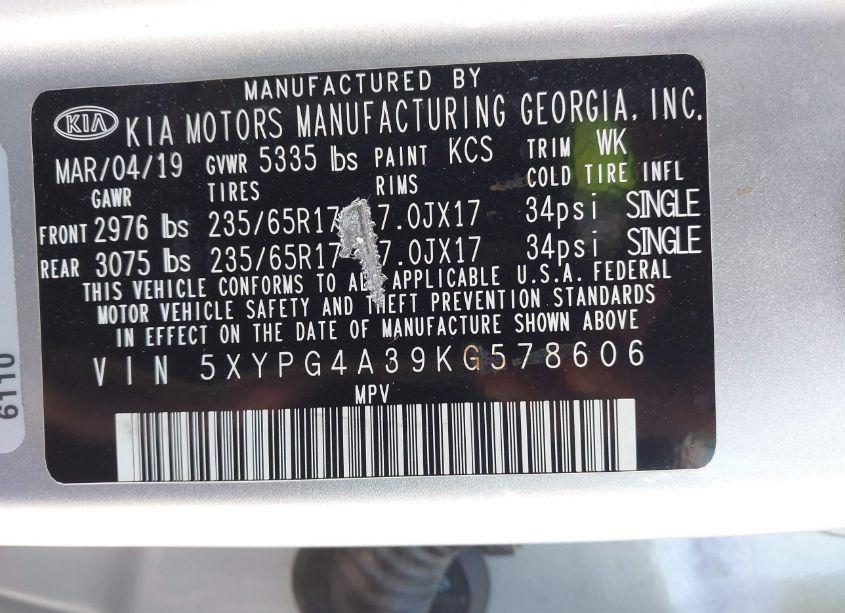 MANUFACTURED BY
KIA KIA MOTORS MANUFACTURING GEORGIA, INC.
MAR/04/19 GVWR 5335 lbs PAINT KCS TRIM WK
GAWR TIRES RIMS COLD TIRE INFL
FRONT 2976 lbs 235/65R17 7.0JX17 34psi SINGLE
REAR 3075 lbs 235/65R17 7.0JX17 34psi SINGLE
THIS VEHICLE CONFORMS TO ALL APPLICABLE U.S.A. FEDERAL
MOTOR VEHICLE SAFETY AND THEFT PREVENTION STANDARDS
IN EFFECT ON THE DATE OF MANUFACTURE SHOWN ABOVE
VIN 5XYPG4A39KG578606
MPV
6110